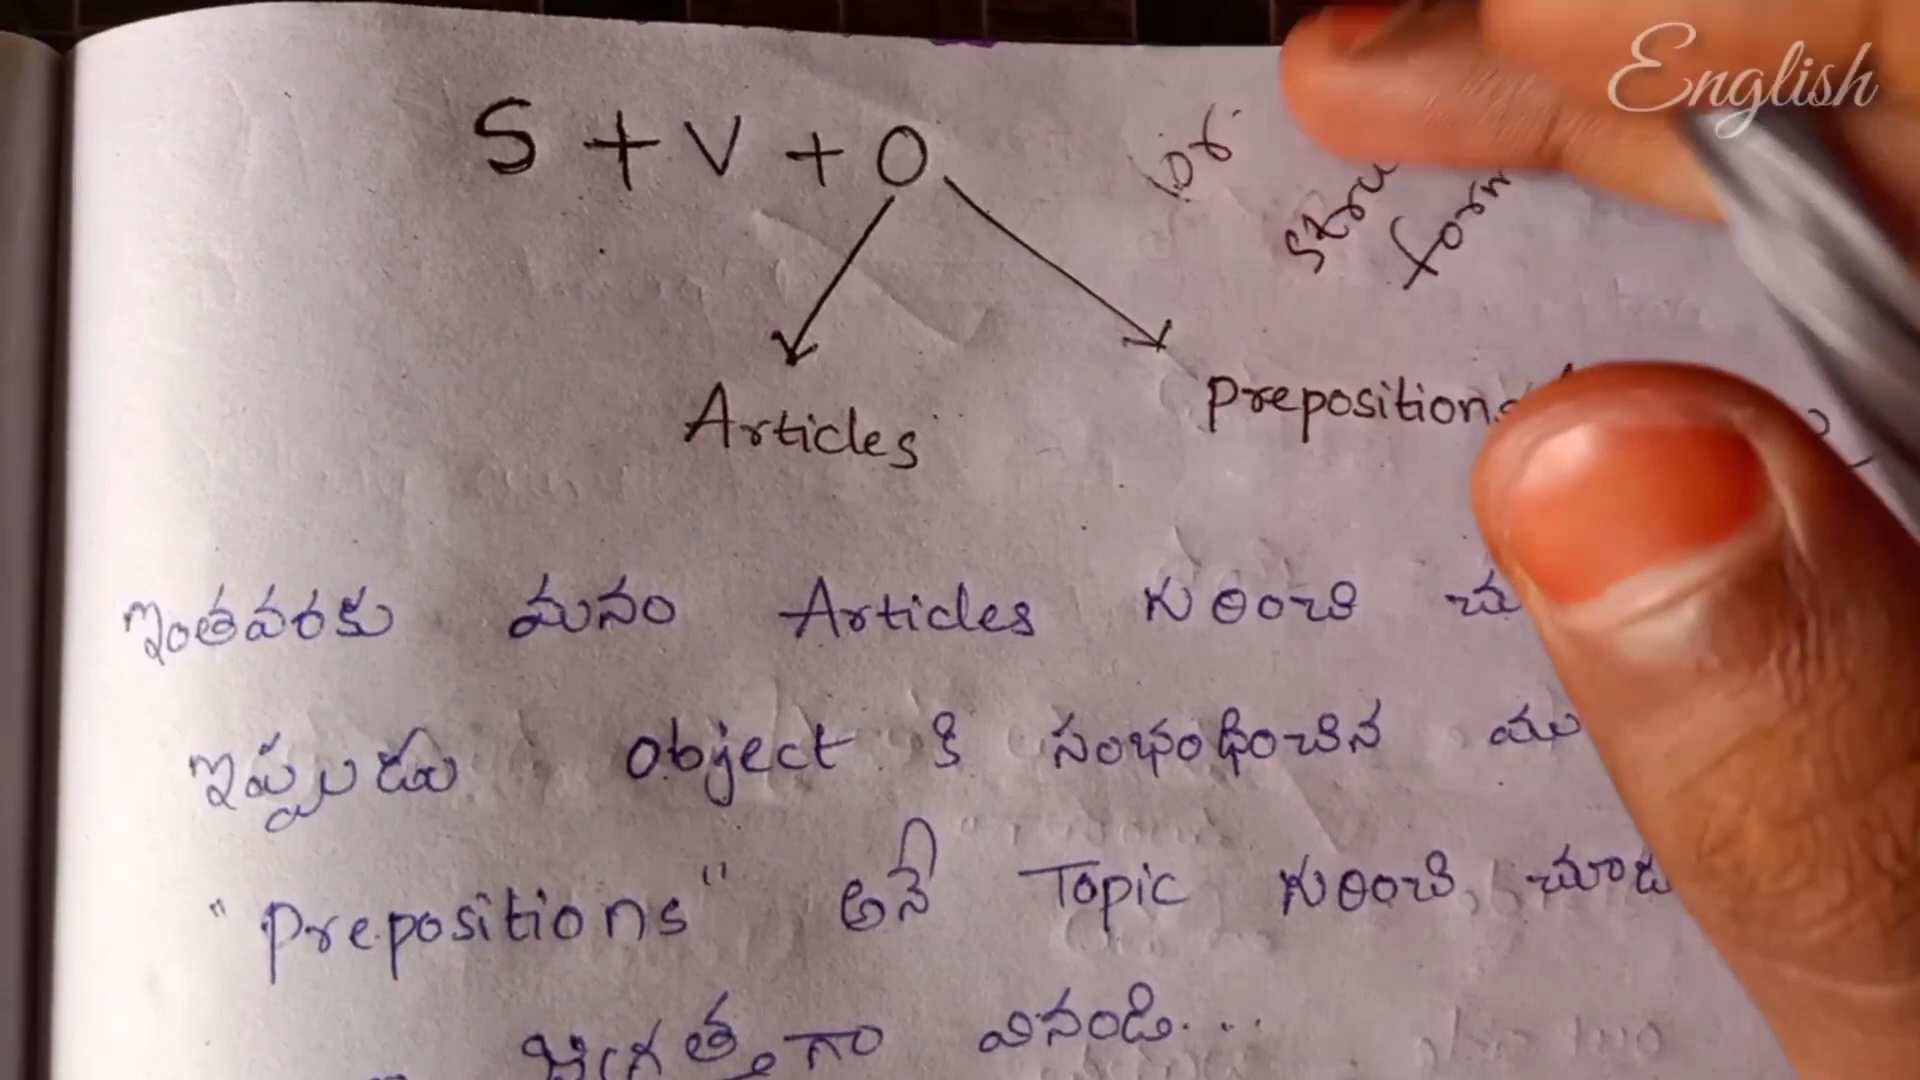 English
S + V + O
Articles
Prepositions
ఇంతవరకు మనం Articles గురించి
ఇప్పుడు object కి సంభంధించిన
"Prepositions" అనే Topic గురించి
జాగ్రత్తగా వినండి...